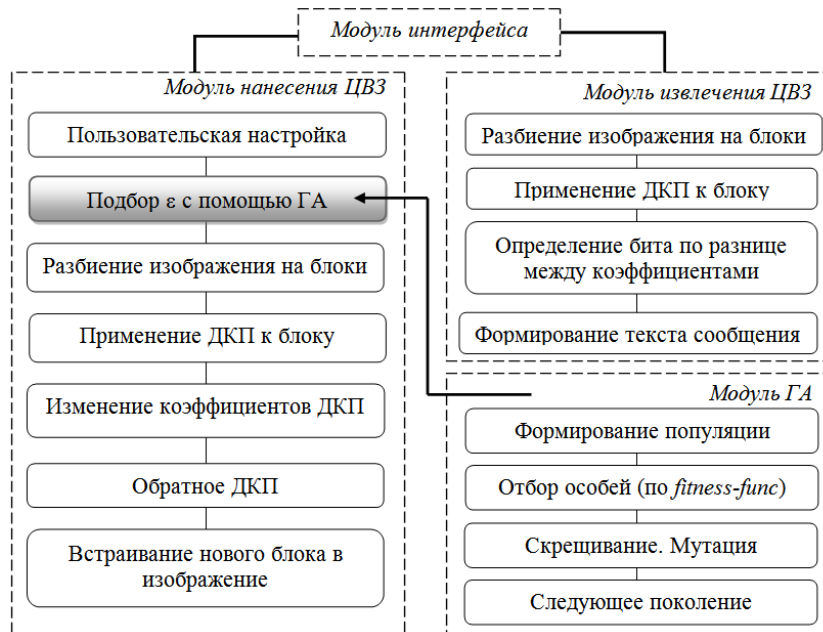 Модуль интерфейса
Модуль нанесения ЦВЗ
Пользовательская настройка
Подбор ε с помощью ГА
Разбиение изображения на блоки
Применение ДКП к блоку
Изменение коэффициентов ДКП
Обратное ДКП
Встраивание нового блока в
изображение
Модуль извлечения ЦВЗ
Разбиение изображения на блоки
Применение ДКП к блоку
Определение бита по разнице
между коэффициентами
Формирование текста сообщения
Модуль ГА
Формирование популяции
Отбор особей (по fitness-func)
Скрещивание. Мутация
Следующее поколение